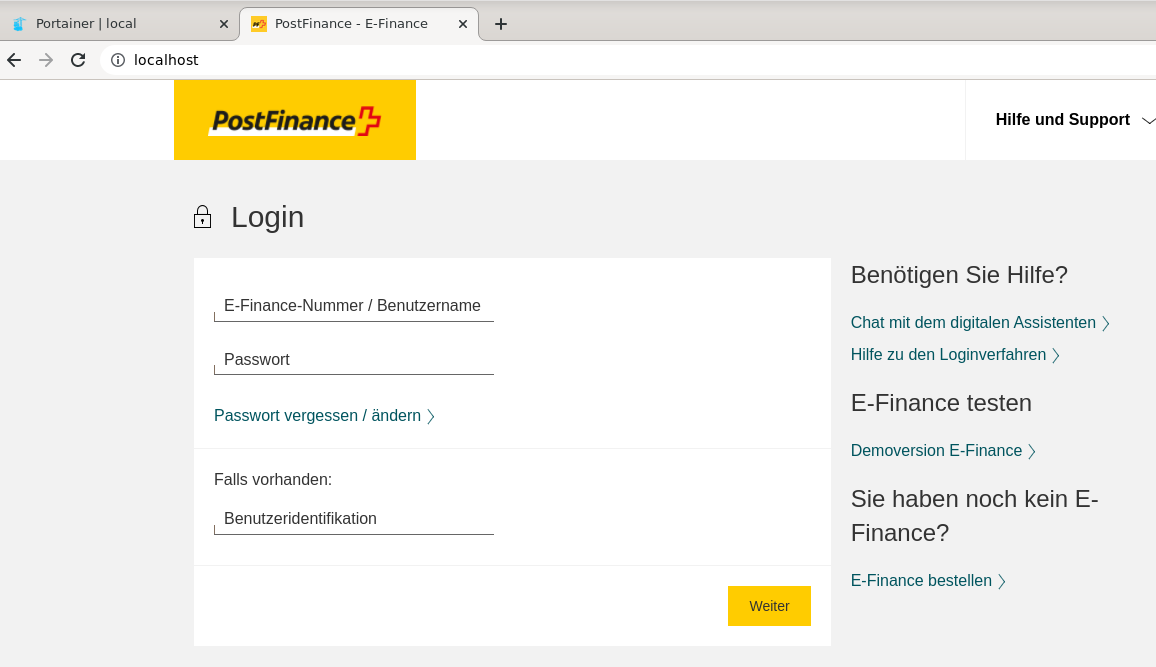 Portainer | local
PostFinance - E-Finance
localhost
PostFinance
Hilfe und Support
Login
E-Finance-Nummer / Benutzername
Passwort
Passwort vergessen / ändern
Falls vorhanden:
Benutzeridentifikation
Weiter
Benötigen Sie Hilfe?
Chat mit dem digitalen Assistenten
Hilfe zu den Loginverfahren
E-Finance testen
Demoversion E-Finance
Sie haben noch kein E-
Finance?
E-Finance bestellen